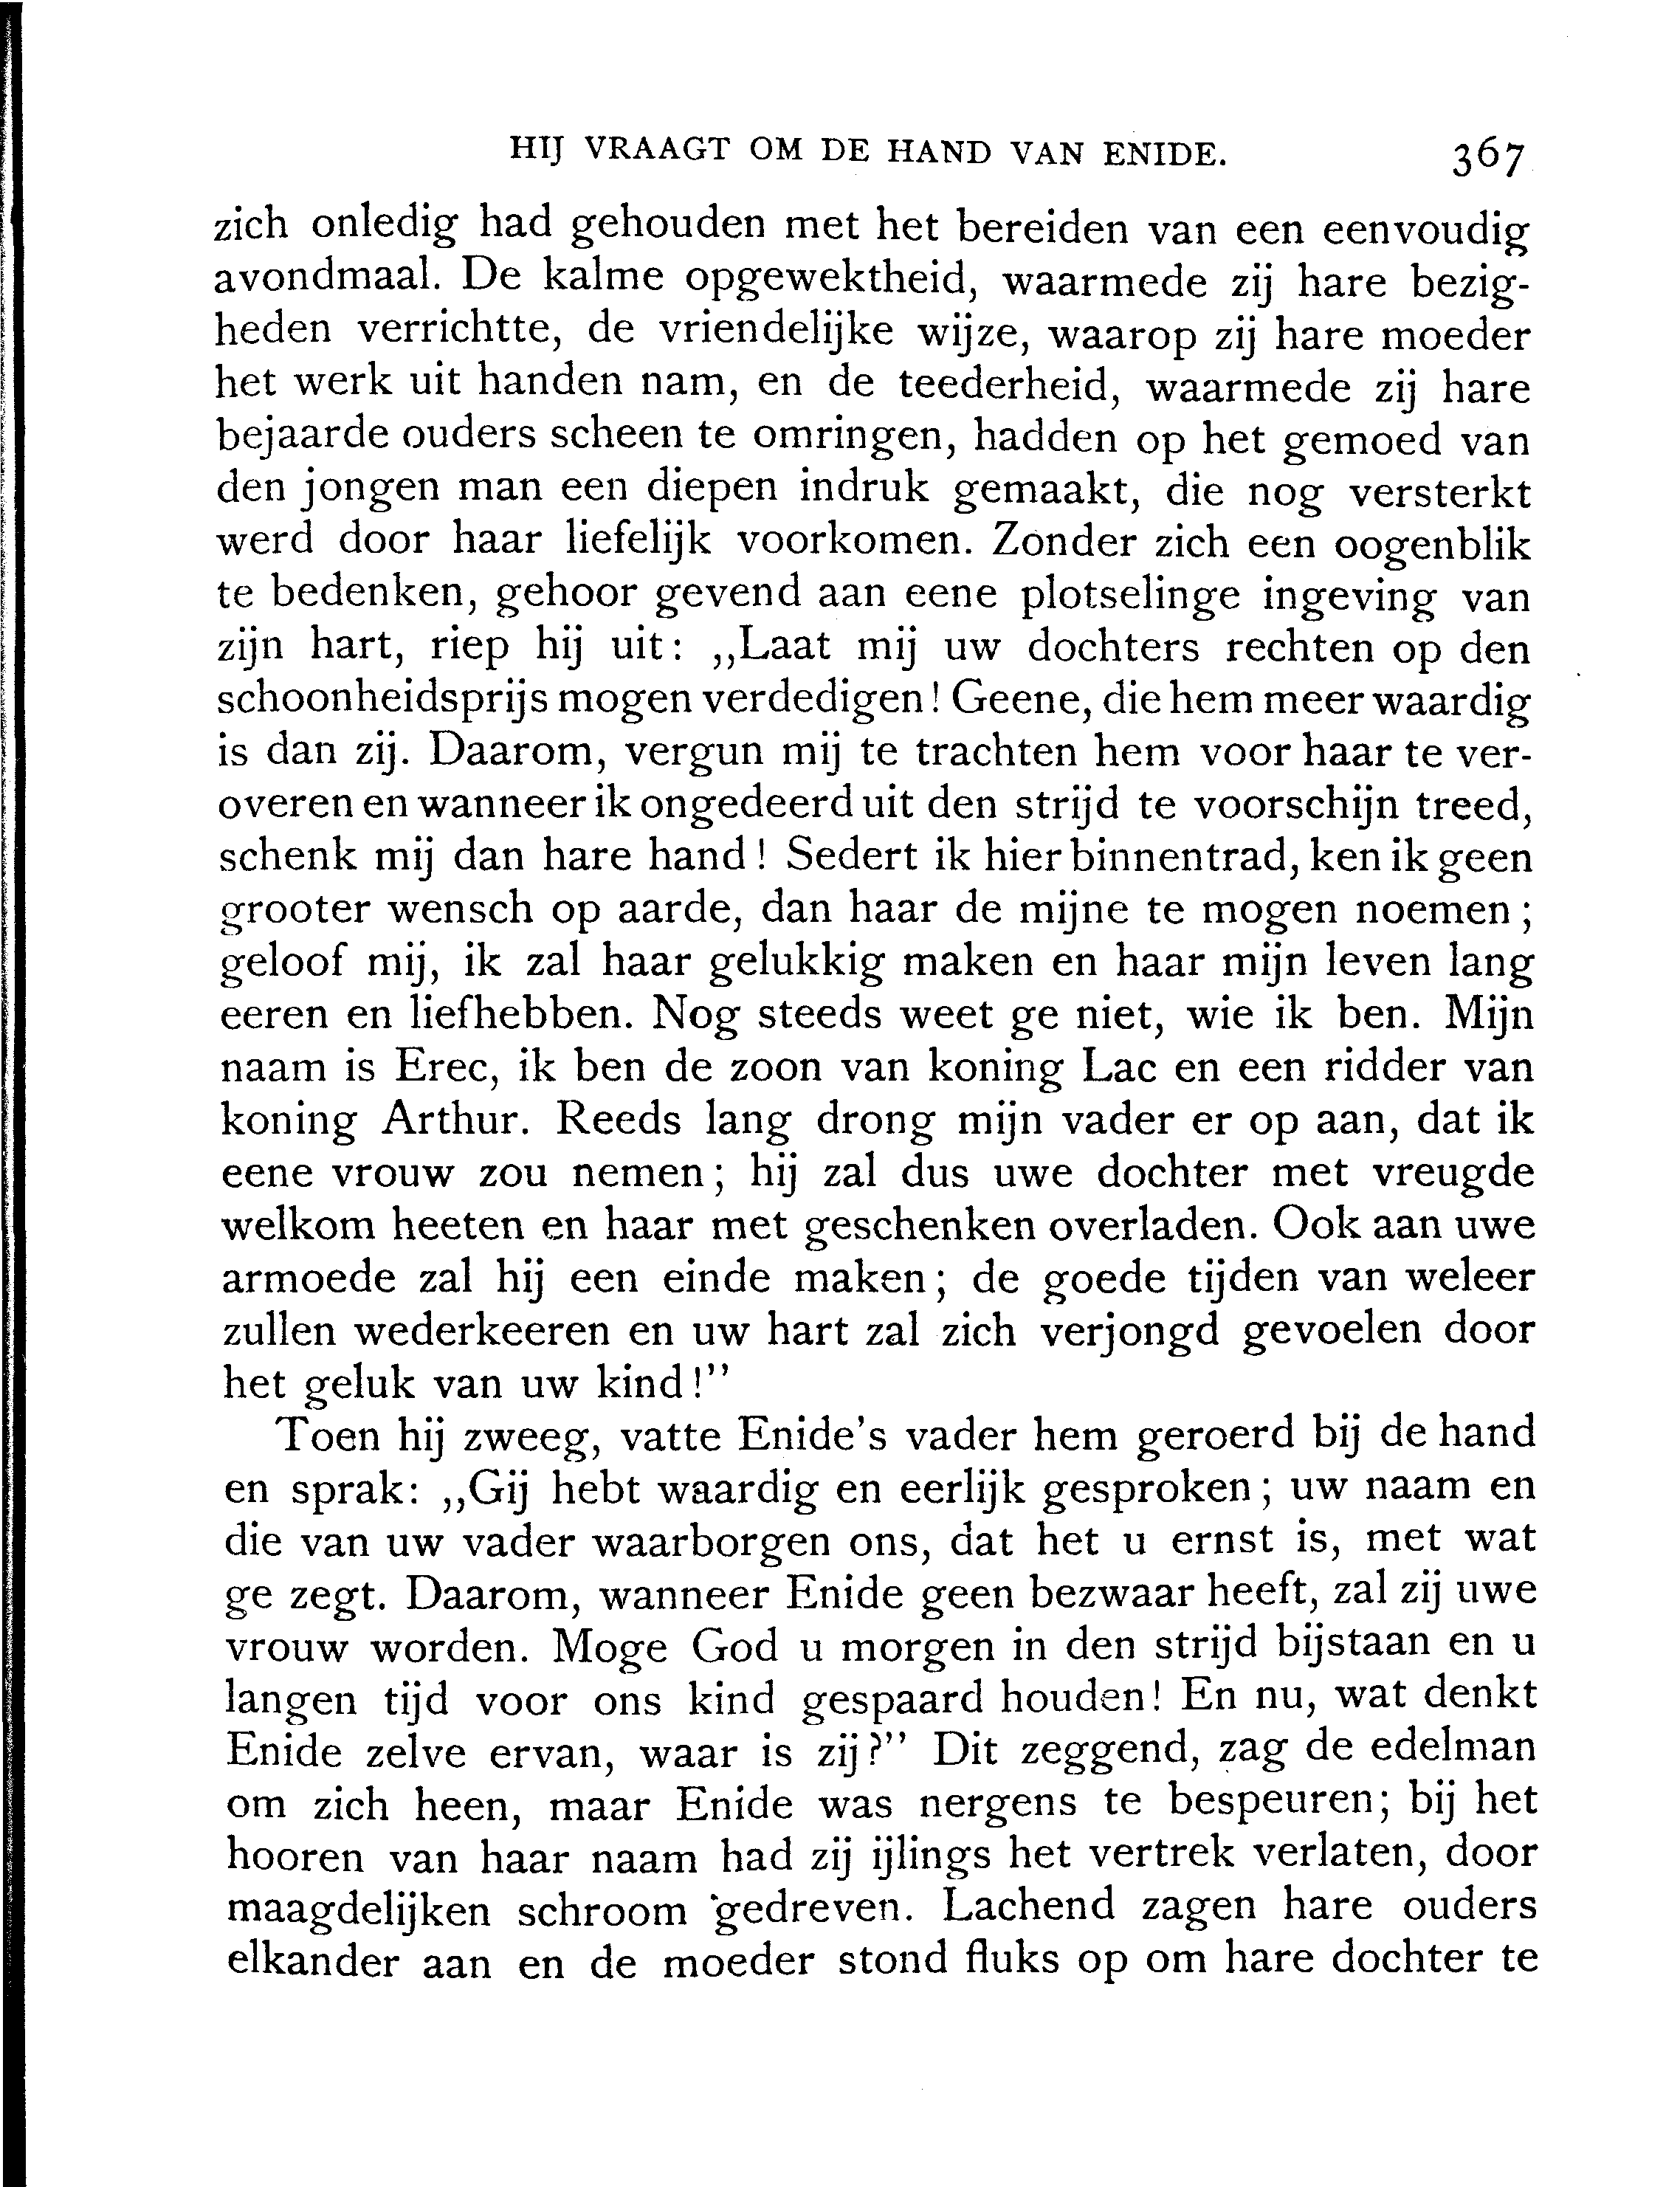 HIJ VRAAGT OM DE HAND VAN ENIDE. 367
zich onledig had gehouden met het bereiden van een eenvoudig
avondmaal. De kalme opgewektheid, waarmede zij hare bezig-
heden verrichtte, de vriendelijke wijze, waarop zij hare moeder
het werk uit handen nam, en de teederheid, waarmede zij hare
bejaarde ouders scheen te omringen, hadden op het gemoed van
den jongen man een diepen indruk gemaakt, die nog versterkt
werd door haar liefelijk voorkomen. Zonder zich een oogenblik
te bedenken, gehoor gevend aan eene plotselinge ingeving van
zijn hart, riep hij uit: ,,Laat mij uw dochters rechten op den
schoonheidsprijs mogen verdedigen! Geene, die hem meer waardig
is dan zij. Daarom, vergun mij te trachten hem voor haar te ver-
overen en wanneer ik ongedeerd uit den strijd te voorschijn treed,
schenk mij dan hare hand! Sedert ik hier binnentrad, ken ik geen
grooter wensch op aarde, dan haar de mijne te mogen noemen;
geloof mij, ik zal haar gelukkig maken en haar mijn leven lang
eeren en liefhebben. Nog steeds weet ge niet, wie ik ben. Mijn
naam is Erec, ik ben de zoon van koning Lac en een ridder van
koning Arthur. Reeds lang drong mijn vader er op aan, dat ik
eene vrouw zou nemen; hij zal dus uwe dochter met vreugde
welkom heeten en haar met geschenken overladen. Ook aan uwe
armoede zal hij een einde maken; de goede tijden van weleer
zullen wederkeeren en uw hart zal zich verjongd gevoelen door
het geluk van uw kind!''
Toen hij zweeg, vatte Enide's vader hem geroerd bij de hand
en sprak: ,,Gij hebt waardig en eerlijk gesproken; uw naam en
die van uw vader waarborgen ons, dat het u ernst is, met wat
ge zegt. Daarom, wanneer Enide geen bezwaar heeft, zal zij uwe
vrouw worden. Moge God u morgen in den strijd bijstaan en u
langen tijd voor ons kind gespaard houden! En nu, wat denkt
Enide zelve ervan, waar is zij?'' Dit zeggend, zag de edelman
om zich heen, maar Enide was nergens te bespeuren; bij het
hooren van haar naam had zij ijlings het vertrek verlaten, door
maagdelijken schroom gedreven. Lachend zagen hare ouders
elkander aan en de moeder stond fluks op om hare dochter te